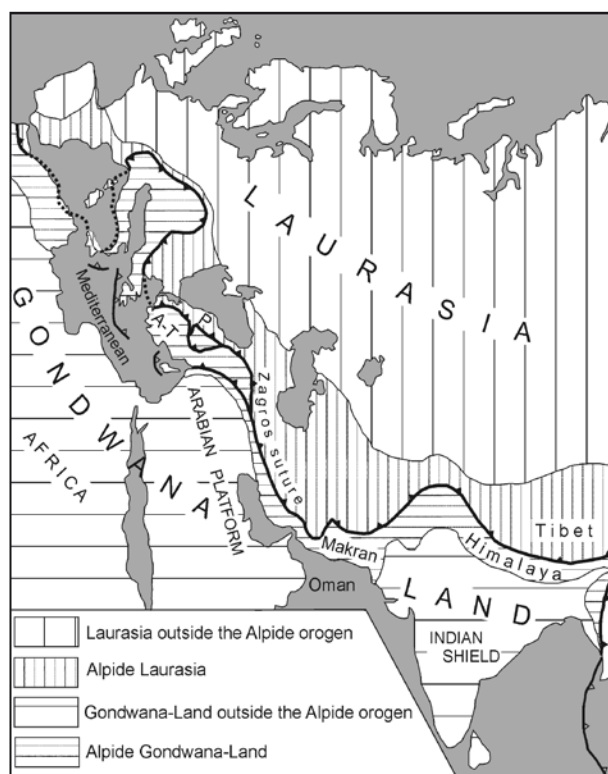 LAURASIA
GONDWANA
LAND
Mediterranean
A-T
P
Zagros suture
AFRICA
ARABIAN PLATFORM
Tibet
Himalaya
Makran
Oman
INDIAN
SHIELD
Laurasia outside the Alpide orogen
Alpide Laurasia
Gondwana-Land outside the Alpide orogen
Alpide Gondwana-Land